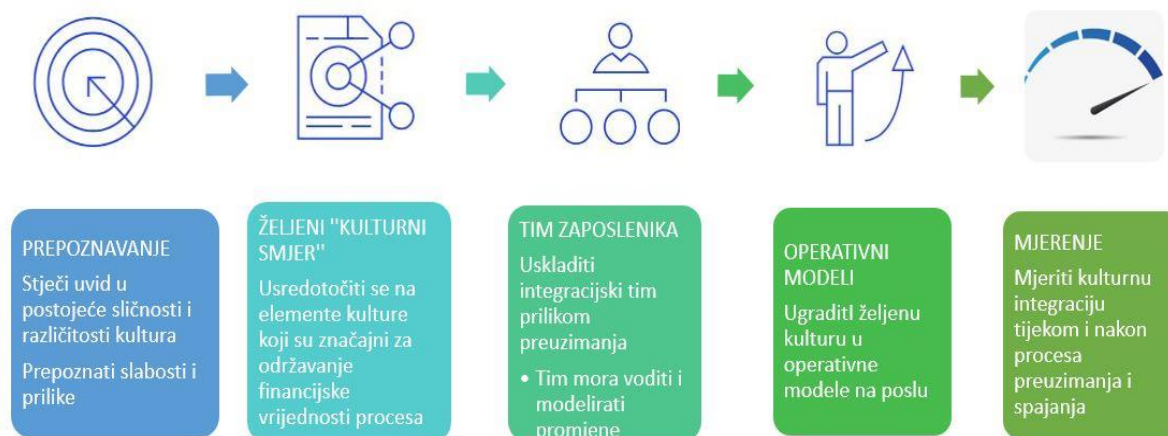 PREPOZNAVANJE
Stječi uvid u
postojeće sličnosti i
različitosti kultura
Prepoznati slabosti i
prilike
ŽELJENI "KULTURNI
SMJER"
Usredotočiti se na
elemente kulture
koji su značajni za
održavanje
financijske
vrijednosti procesa
TIM ZAPOSLENIKA
Uskladiti
integracijski tim
prilikom
preuzimanja
• Tim mora voditi i
modelirati
promjene
OPERATIVNI
MODELI
UgraditI željenu
kulturu u
operativne
modele na poslu
MJERENJE
Mjeriti kulturnu
integraciju
tijekom i nakon
procesa
preuzimanja i
spajanja